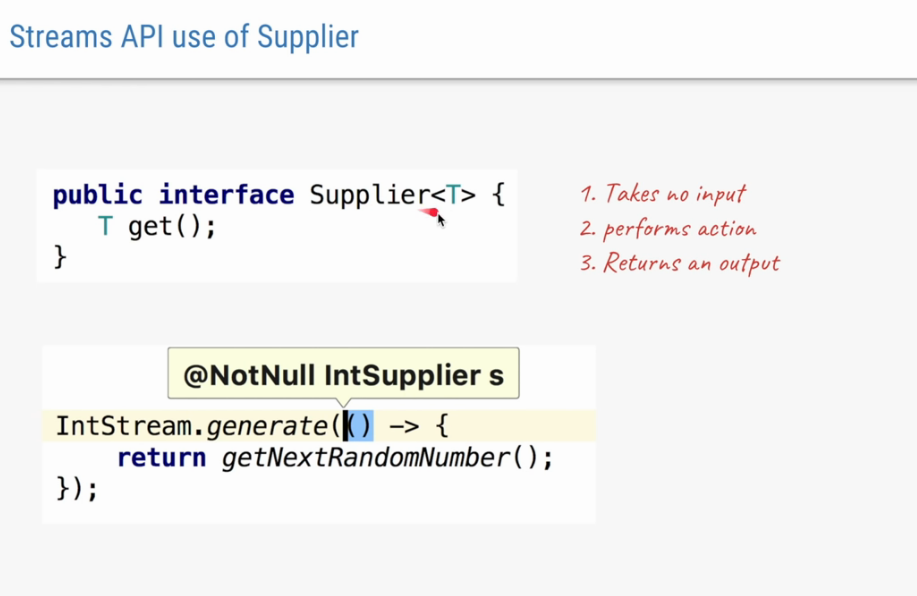 Streams API use of Supplier
public interface Supplier<T> {
T get();
}
1. Takes no input
2. performs action
3. Returns an output
@NotNull IntSupplier s
IntStream.generate(() -> {
return getNextRandomNumber();
});